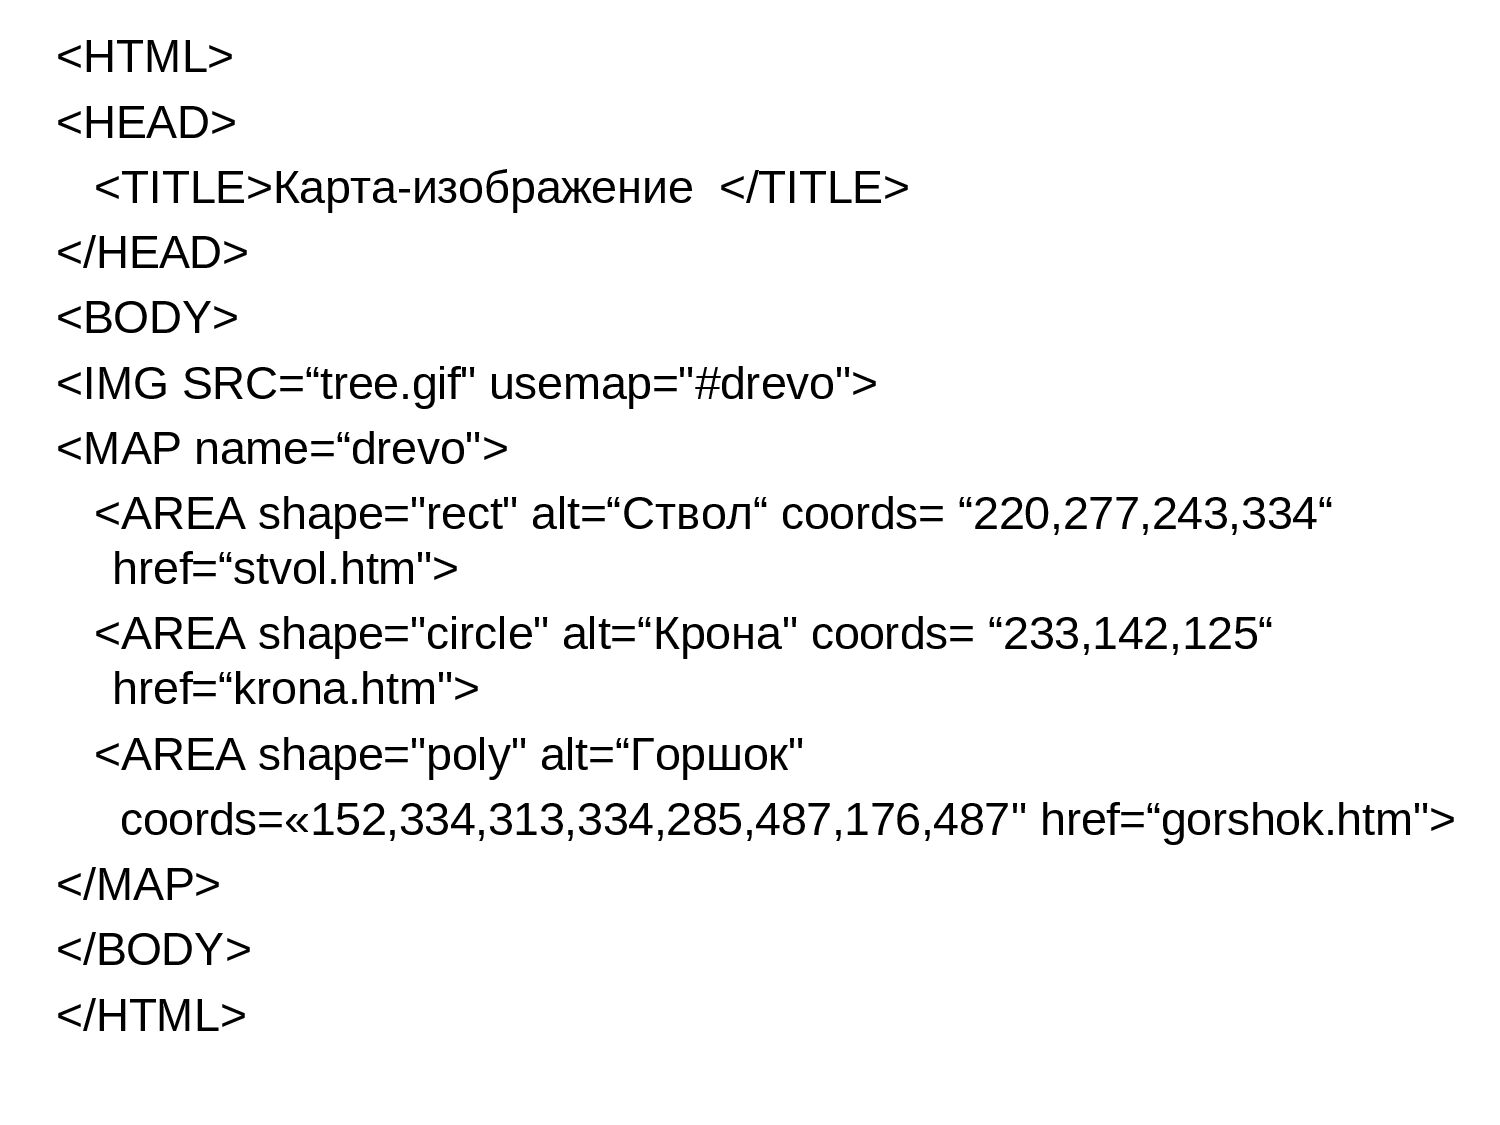 <HTML>
<HEAD>
<TITLE>Карта-изображение  </TITLE>
</HEAD>
<BODY>
<IMG SRC=“tree.gif" usemap="#drevo">
<MAP name=“drevo">
<AREA shape="rect" alt=“Ствол“ coords= “220,277,243,334“
href=“stvol.htm">
<AREA shape="circle" alt=“Крона" coords= “233,142,125“
href=“krona.htm">
<AREA shape="poly" alt=“Горшок"
coords=«152,334,313,334,285,487,176,487" href=“gorshok.htm">
</MAP>
</BODY>
</HTML>